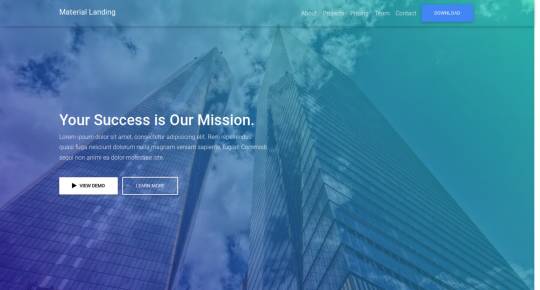 Material Landing
About Projects Pricing Team Contact DOWNLOAD
Your Success is Our Mission.
Lorem ipsum dolor sit amet, consectetur adipisicing elit. Rem repellendus
quasi fuga nesciunt dolorum nulla magnam veniam sapiente, fugiat! Commodi
sequi non animi ea dolor molestiae iste.
VIEW DEMO LEARN MORE